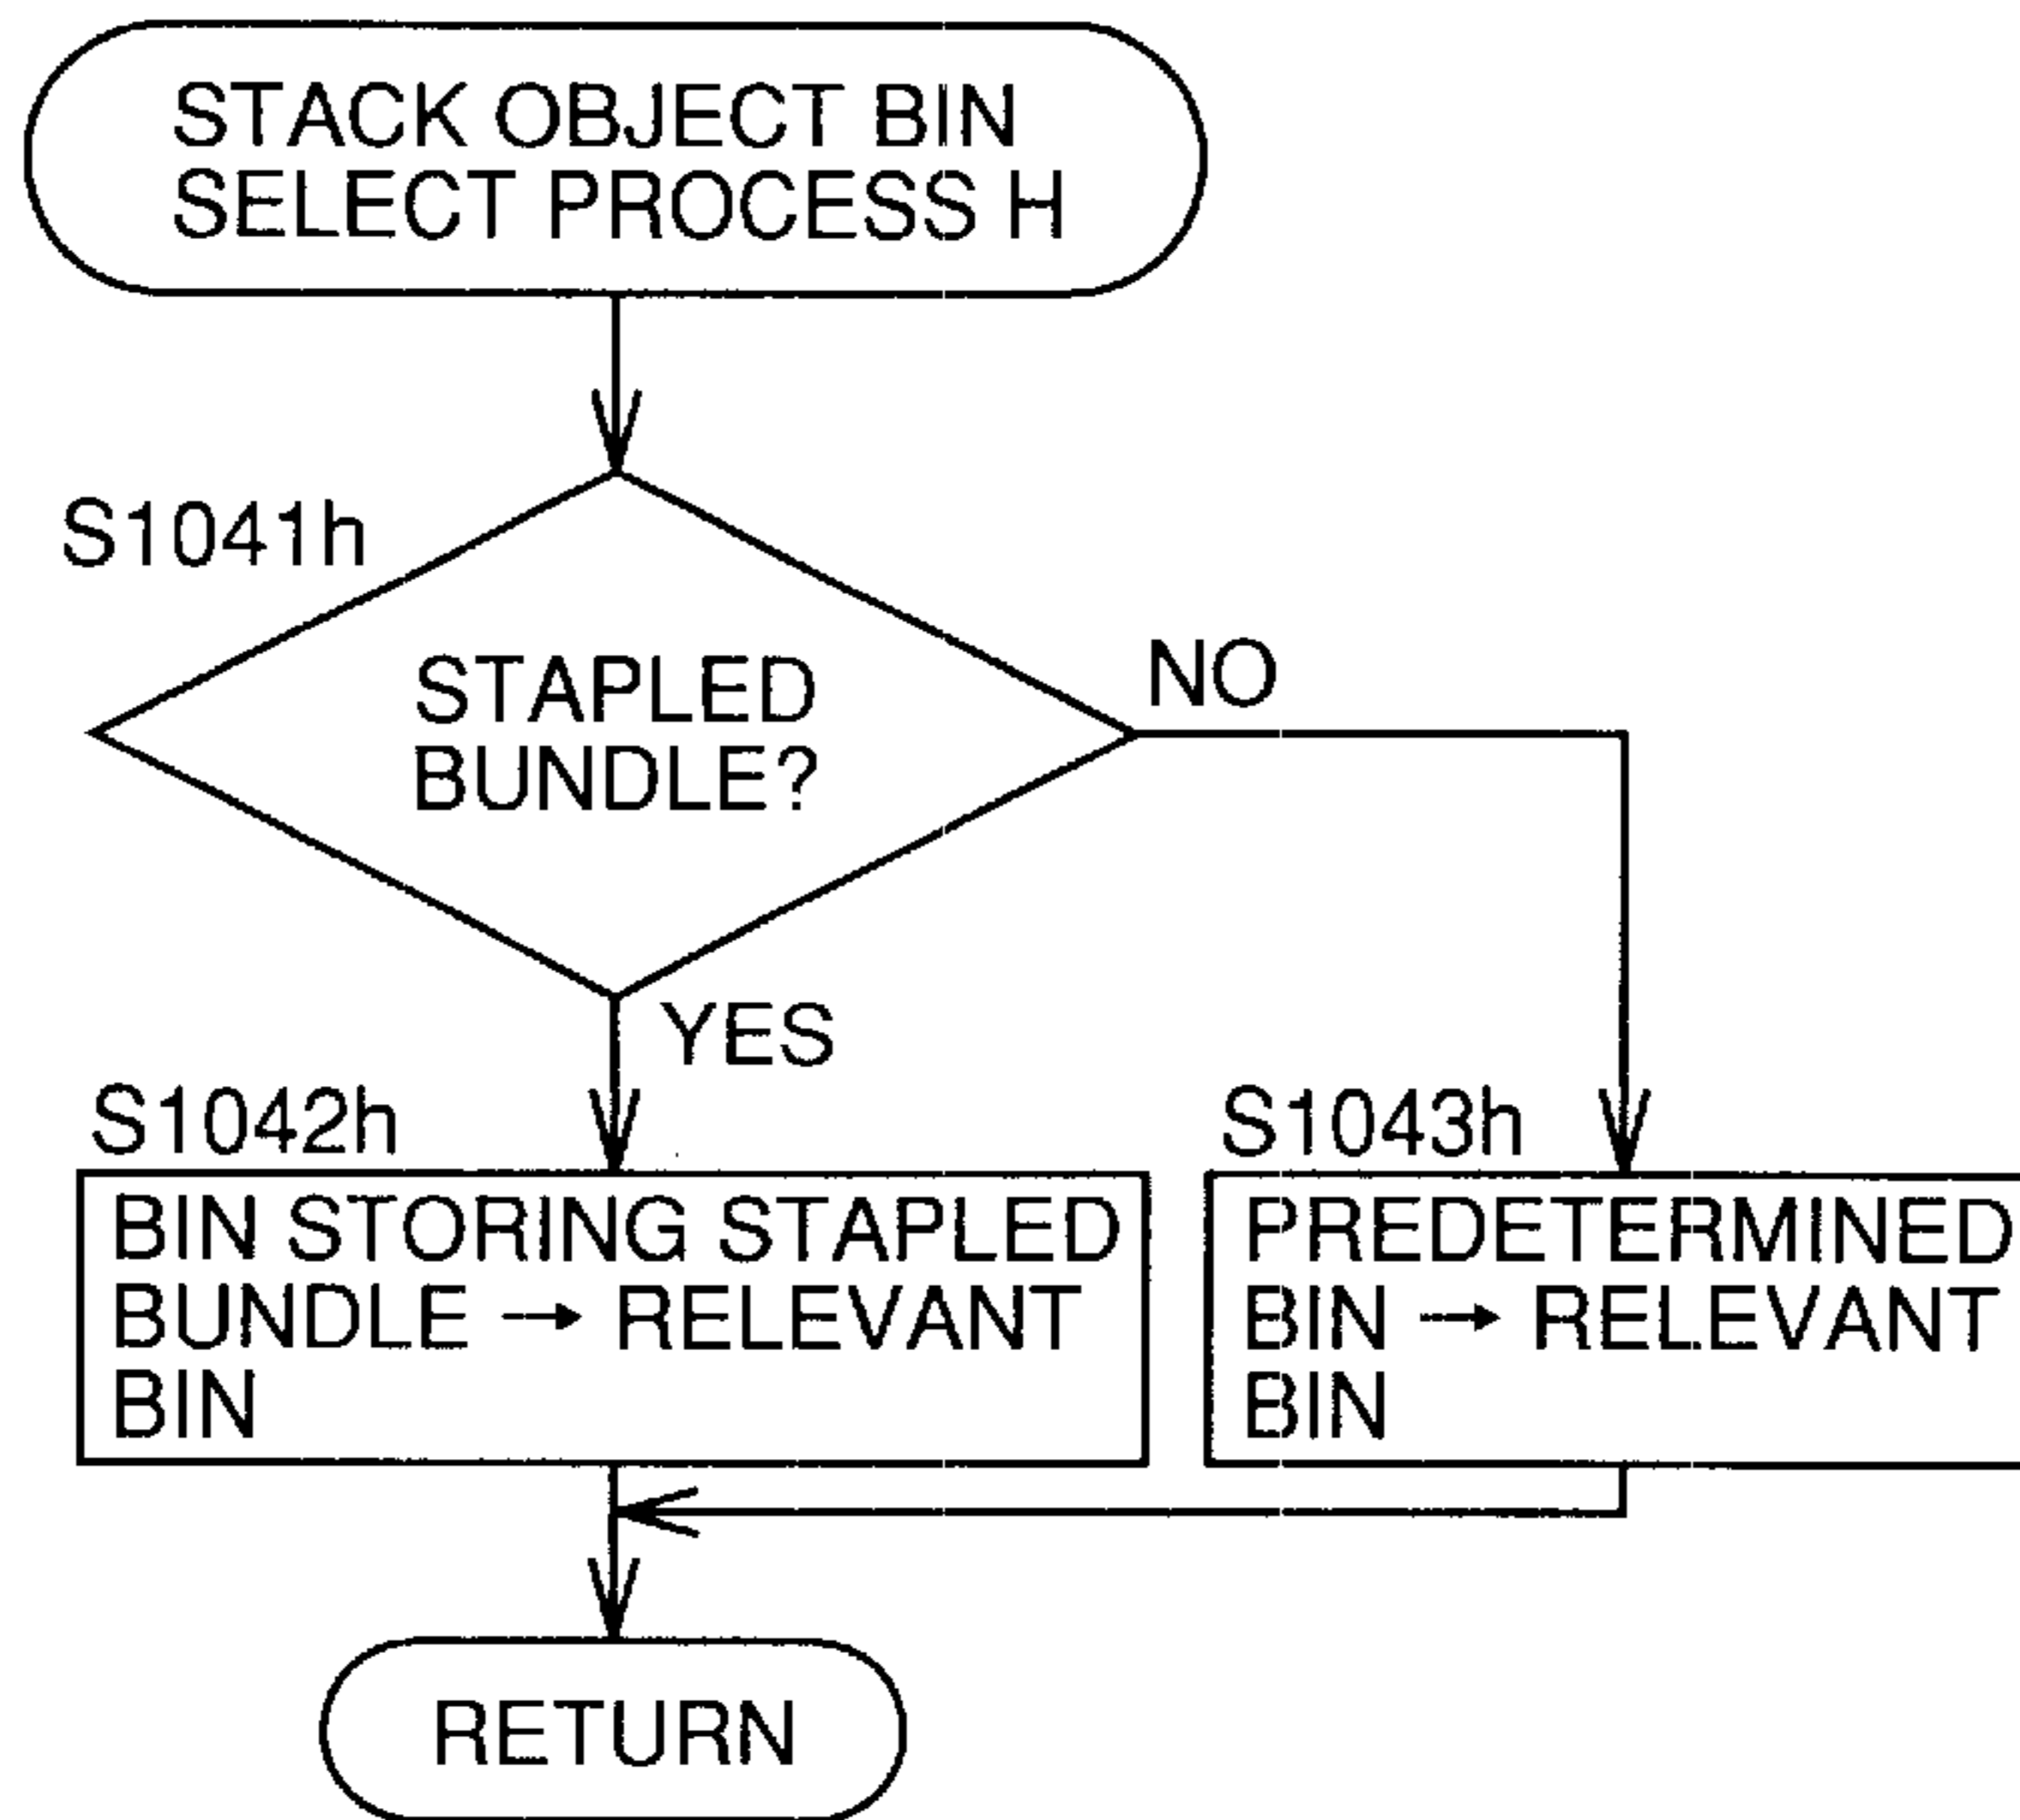 STACK OBJECT BIN
SELECT PROCESS H
S1041h
STAPLED
BUNDLE?
NO
YES
S1042h
BIN STORING STAPLED
BUNDLE → RELEVANT
BIN
S1043h
PREDETERMINED
BIN → RELEVANT
BIN
RETURN